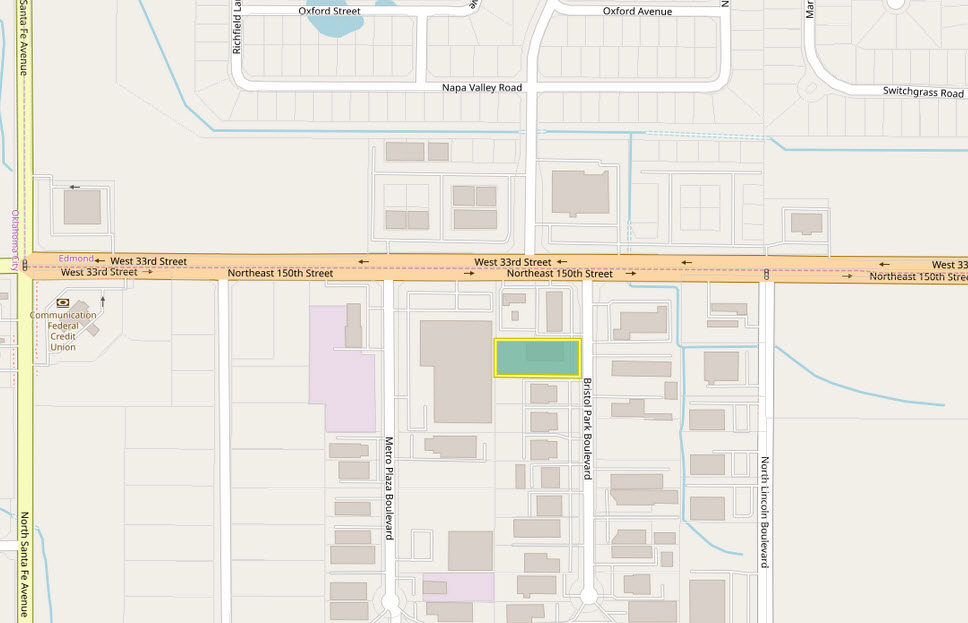 Santa Fe Avenue
Oxford Street
Oxford Avenue
Richfield La
Napa Valley Road
Switchgrass Road
Mar
N
Oklahoma City
Edmond
West 33rd Street
West 33rd Street
West 33
West 33rd Street
Northeast 150th Street
Northeast 150th Street
Northeast 150th Stree
Communication
Federal
Credit
Union
Bristol Park Boulevard
Metro Plaza Boulevard
North Lincoln Boulevard
North Santa Fe Avenue